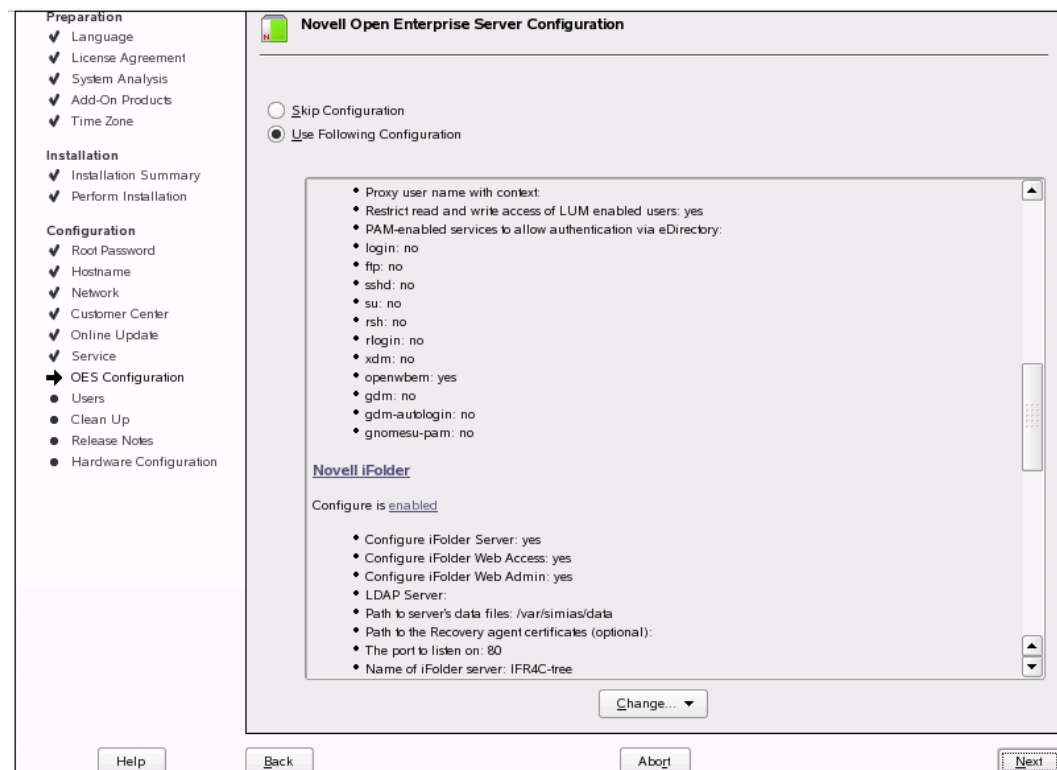 Preparation
Language
License Agreement
System Analysis
Add-On Products
Time Zone
Installation
Installation Summary
Perform Installation
Configuration
Root Password
Hostname
Network
Customer Center
Online Update
Service
OES Configuration
Users
Clean Up
Release Notes
Hardware Configuration
N
Novell Open Enterprise Server Configuration
Skip Configuration
Use Following Configuration
Proxy user name with context:
Restrict read and write access of LUM enabled users: yes
PAM-enabled services to allow authentication via eDirectory:
login: no
ftp: no
sshd: no
su: no
rsh: no
rlogin: no
xdm: no
openwbem: yes
gdm: no
gdm-autologin: no
gnomesu-pam: no
Novell iFolder
Configure is enabled
Configure iFolder Server: yes
Configure iFolder Web Access: yes
Configure iFolder Web Admin: yes
LDAP Server:
Path to server's data files: /var/simias/data
Path to the Recovery agent certificates (optional):
The port to listen on: 80
Name of iFolder server: IFR4C-tree
Change...
Help
Back
Abort
Next